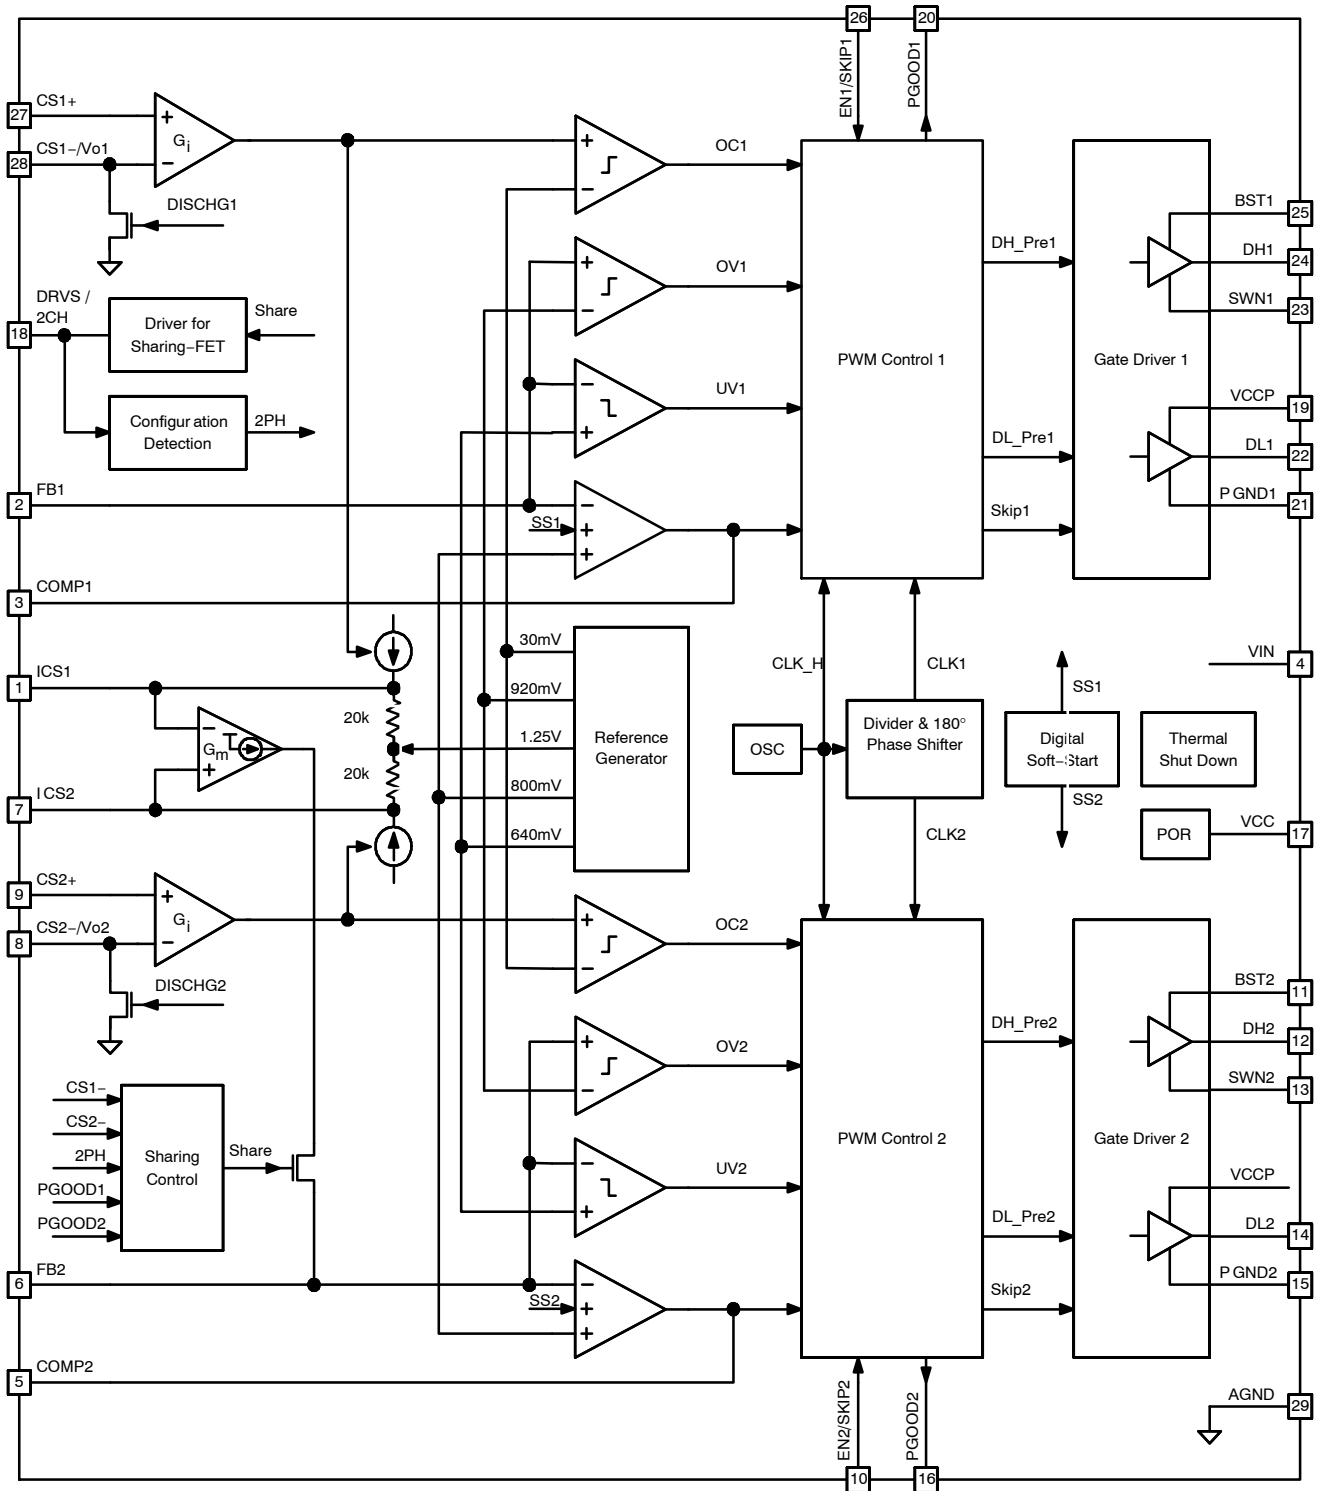 26
20
EN1/SKIP1
PGOOD1
27
CS1+
+
Gi
−
28
CS1−/Vo1
DISCHG1
+
−
OC1
+
−
OV1
−
+
UV1
PWM Control 1
DH_Pre1
DL_Pre1
Skip1
Gate Driver 1
BST1
25
DH1
24
SWN1
23
VCCP
19
DL1
22
PGND1
21
DRVS /
2CH
18
Driver for
Sharing−FET
Share
Configuration
Detection
2PH
2
FB1
−
SS1
+
+
3
COMP1
1
ICS1
20k
20k
−
Gm
+
7
ICS2
30mV
920mV
1.25V
800mV
640mV
Reference
Generator
CLK_H
CLK1
OSC
Divider & 180°
Phase Shifter
CLK2
SS1
Digital
Soft−Start
SS2
Thermal
Shut Down
VIN
4
POR
VCC
17
9
CS2+
+
Gi
−
8
CS2−/Vo2
DISCHG2
+
−
OC2
+
−
OV2
−
+
UV2
PWM Control 2
DH_Pre2
DL_Pre2
Skip2
Gate Driver 2
BST2
11
DH2
12
SWN2
13
VCCP
DL2
14
PGND2
15
CS1−
CS2−
2PH
PGOOD1
PGOOD2
Sharing
Control
Share
6
FB2
−
SS2
+
+
5
COMP2
EN2/SKIP2
PGOOD2
10
16
AGND
29